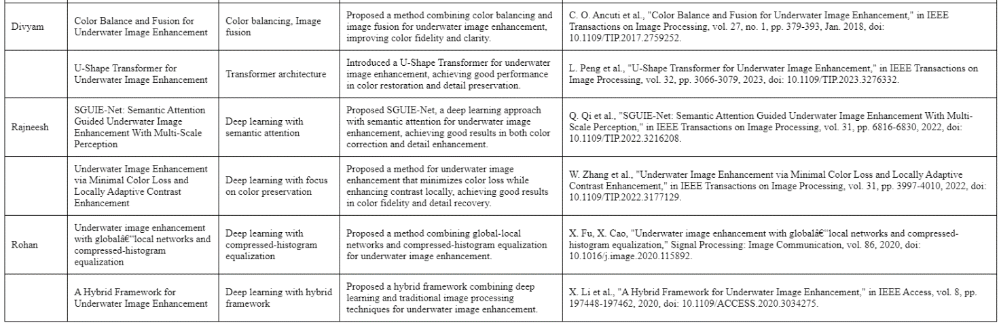 Divyam
Color Balance and Fusion for
Underwater Image Enhancement
Color balancing, Image
fusion
Proposed a method combining color balancing and
image fusion for underwater image enhancement,
improving color fidelity and clarity.
C. O. Ancuti et al., "Color Balance and Fusion for Underwater Image Enhancement," in IEEE
Transactions on Image Processing, vol. 27, no. 1, pp. 379-393, Jan. 2018, doi:
10.1109/TIP.2017.2759252.
U-Shape Transformer for
Underwater Image Enhancement
Transformer architecture
Introduced a U-Shape Transformer for underwater
image enhancement, achieving good performance
in color restoration and detail preservation.
L. Peng et al., "U-Shape Transformer for Underwater Image Enhancement," in IEEE Transactions on
Image Processing, vol. 32, pp. 3066-3079, 2023, doi: 10.1109/TIP.2023.3276332.
Rajneesh
SGUIE-Net: Semantic Attention
Guided Underwater Image
Enhancement With Multi-Scale
Perception
Deep learning with
semantic attention
Proposed SGUIE-Net, a deep learning approach
with semantic attention for underwater image
enhancement, achieving good results in both color
correction and detail enhancement.
Q. Qi et al., "SGUIE-Net: Semantic Attention Guided Underwater Image Enhancement With Multi-
Scale Perception," in IEEE Transactions on Image Processing, vol. 31, pp. 6816-6830, 2022, doi:
10.1109/TIP.2022.3216208.
Underwater Image Enhancement
via Minimal Color Loss and
Locally Adaptive Contrast
Enhancement
Deep learning with focus
on color preservation
Proposed a method for underwater image
enhancement that minimizes color loss while
enhancing contrast locally, achieving good results
in color fidelity and detail recovery.
W. Zhang et al., "Underwater Image Enhancement via Minimal Color Loss and Locally Adaptive
Contrast Enhancement," in IEEE Transactions on Image Processing, vol. 31, pp. 3997-4010, 2022, doi:
10.1109/TIP.2022.3177129.
Rohan
Underwater image enhancement
with globalâ€“local networks and
compressed-histogram
equalization
Deep learning with
compressed-histogram
equalization
Proposed a method combining global-local
networks and compressed-histogram equalization
for underwater image enhancement.
X. Fu, X. Cao, "Underwater image enhancement with globalâ€“local networks and compressed-
histogram equalization," Signal Processing: Image Communication, vol. 86, 2020, doi:
10.1016/j.image.2020.115892.
A Hybrid Framework for
Underwater Image Enhancement
Deep learning with hybrid
framework
Proposed a hybrid framework combining deep
learning and traditional image processing
techniques for underwater image enhancement.
X. Li et al., "A Hybrid Framework for Underwater Image Enhancement," in IEEE Access, vol. 8, pp.
197448-197462, 2020, doi: 10.1109/ACCESS.2020.3034275.